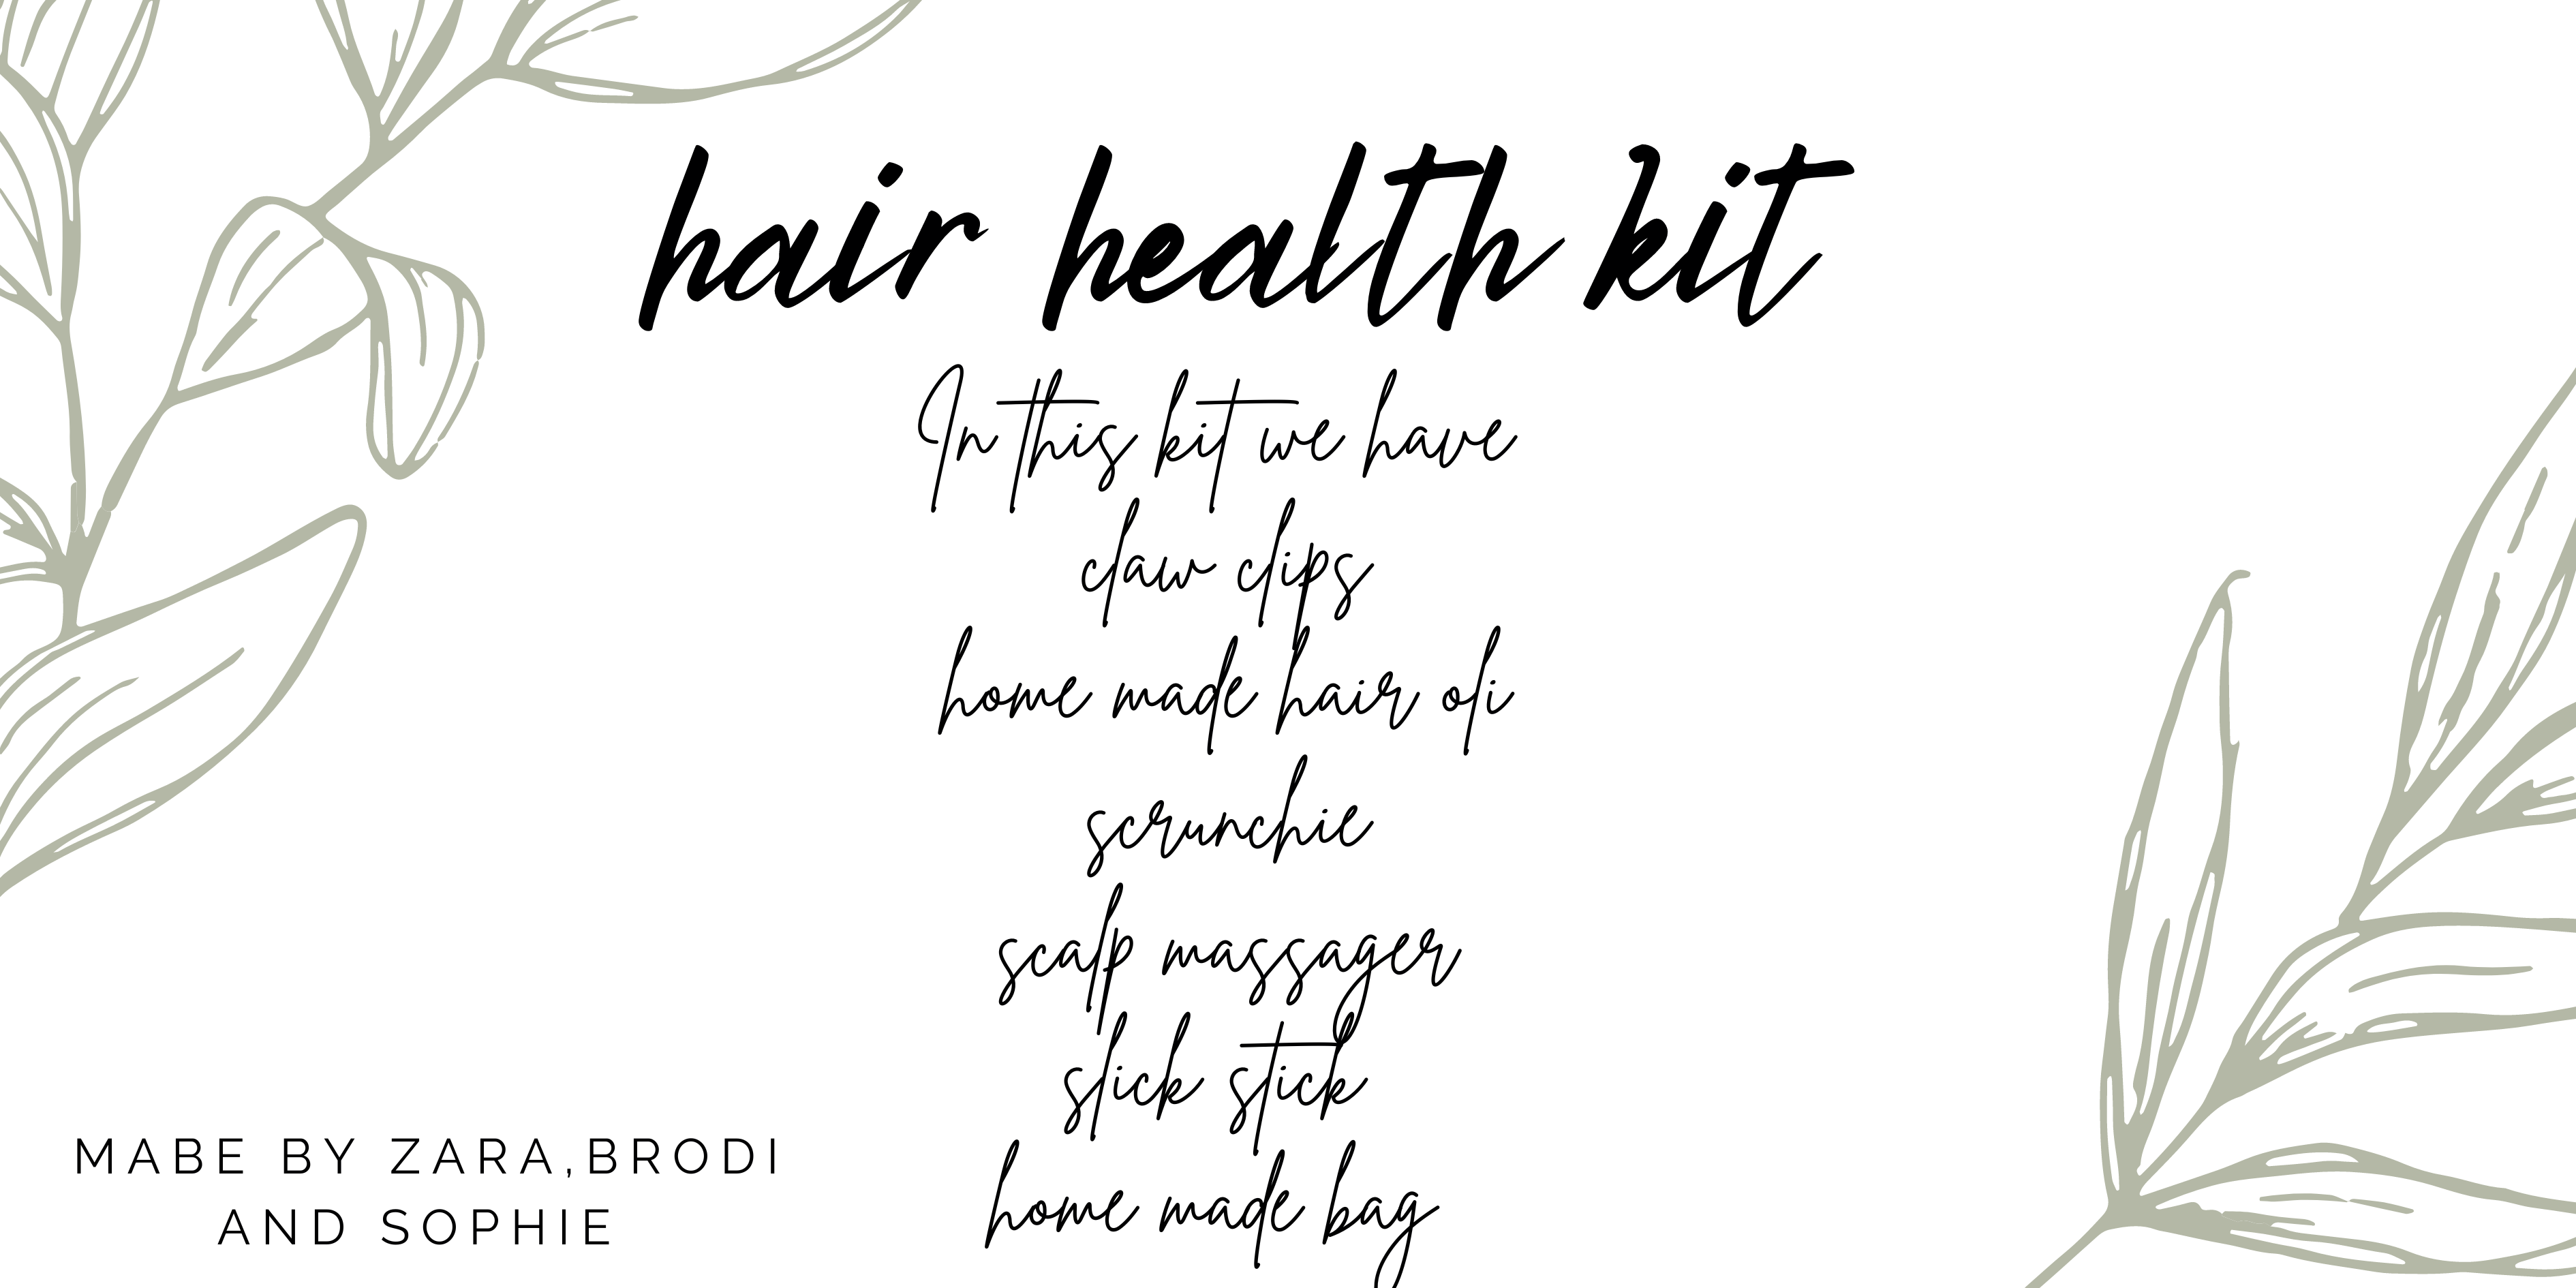 hair health kit
In this kit we have
claw clips
home made hair oli
scrunchie
scalp massager
slick stick
home made bag
MABE BY ZARA,BRODI
AND SOPHIE